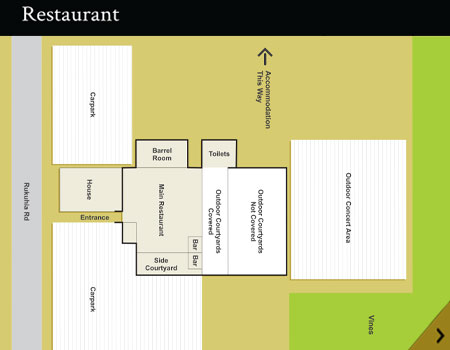 Restaurant
Carpark
Accommodation
This Way
Barrel
Room
Toilets
House
Main Restaurant
Outdoor Courtyards
Covered
Outdoor Courtyards
Not Covered
Outdoor Concert Area
Rukuhia Rd
Entrance
Bar
Bar
Side
Courtyard
Carpark
Vines